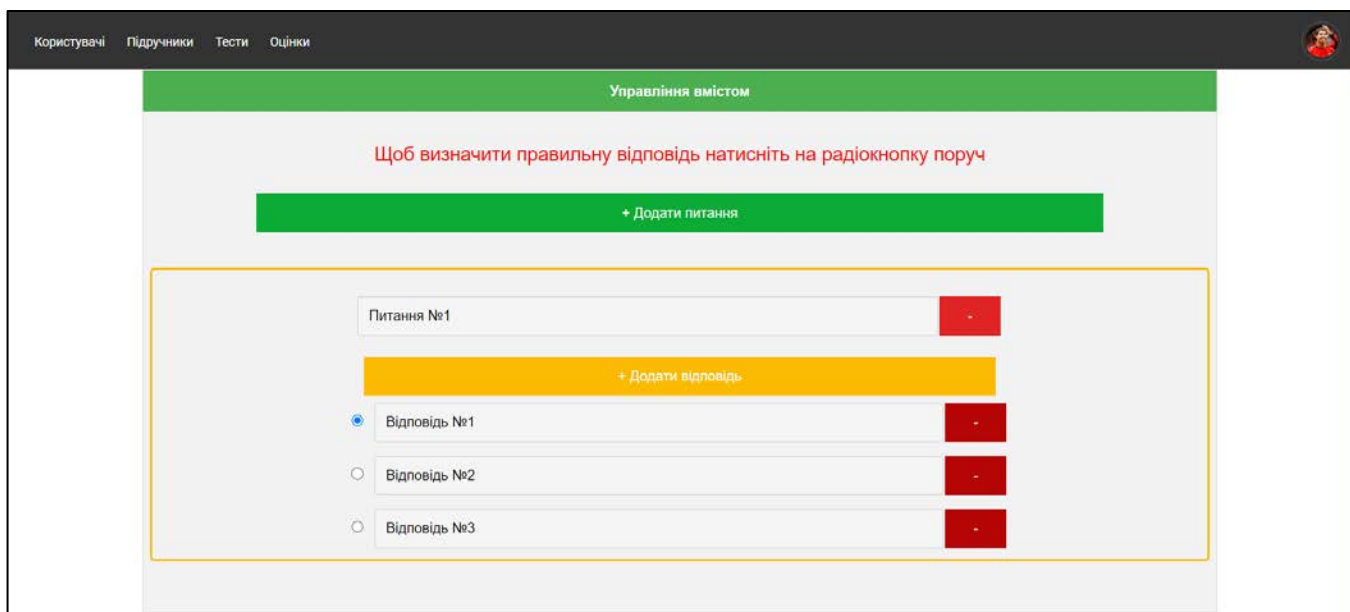 Користувачі Підручники Тести Оцінки
Управління вмістом
Щоб визначити правильну відповідь натисніть на радіокнопку поруч
+ Додати питання
Питання №1 -
+ Додати відповідь
Відповідь №1 -
Відповідь №2 -
Відповідь №3 -